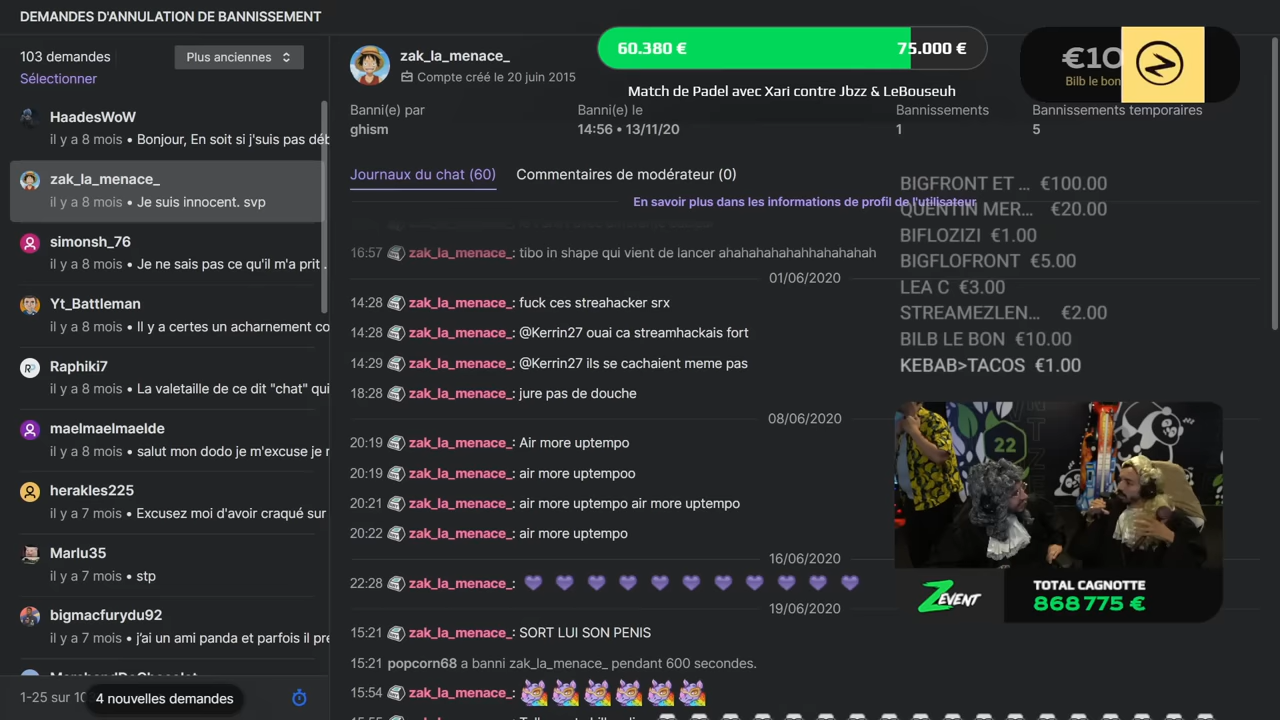 DEMANDES D'ANNULATION DE BANNISSEMENT
103 demandes
Plus anciennes
Sélectionner
HaadesWoW
il y a 8 mois • Bonjour, En soit si j'suis pas déb
zak_la_menace_
il y a 8 mois • Je suis innocent. svp
simonsh_76
il y a 8 mois • Je ne sais pas ce qu'il m'a prit .
Yt_Battleman
il y a 8 mois • Il y a certes un acharnement co
Raphiki7
il y a 8 mois • La valetaille de ce dit "chat" qui
maelmaelmaelde
il y a 8 mois • salut mon dodo je m'excuse je r
herakles225
il y a 7 mois • Excusez moi d'avoir craqué sur
Marlu35
il y a 7 mois • stp
bigmacfurydu92
il y a 7 mois • j'ai un ami panda et parfois il pre
1-25 sur 10
4 nouvelles demandes
zak_la_menace_
Compte créé le 20 juin 2015
60.380 €
75.000 €
Match de Padel avec Xari contre Jbzz & LeBouseuh
€10
Bilb le bon
Banni(e) par
ghism
Banni(e) le
14:56 • 13/11/20
Bannissements
1
Bannissements temporaires
5
Journaux du chat (60)
Commentaires de modérateur (0)
En savoir plus dans les informations de profil de l'utilisateur
16:57 zak_la_menace_: tibo in shape qui vient de lancer ahahahahahahhahahahah
01/06/2020
14:28 zak_la_menace_: fuck ces streahacker srx
14:28 zak_la_menace_: @Kerrin27 ouai ca streamhackais fort
14:29 zak_la_menace_: @Kerrin27 ils se cachaient meme pas
18:28 zak_la_menace_: jure pas de douche
08/06/2020
20:19 zak_la_menace_: Air more uptempo
20:19 zak_la_menace_: air more uptempoo
20:21 zak_la_menace_: air more uptempo air more uptempo
20:22 zak_la_menace_: air more uptempo
16/06/2020
22:28 zak_la_menace_: 💜 💜 💜 💜 💜 💜 💜 💜 💜 💜 💜
19/06/2020
15:21 zak_la_menace_: SORT LUI SON PENIS
15:21 popcorn68 a banni zak_la_menace_ pendant 600 secondes.
15:54 zak_la_menace_:
BIGFRONT ET ... €100.00
QUENTIN MER... €20.00
BIFLOZIZI €1.00
BIGFLOFRONT €5.00
LEA C €3.00
STREAMEZLEN... €2.00
BILB LE BON €10.00
KEBAB>TACOS €1.00
22
ZEVENT
TOTAL CAGNOTTE
868 775 €